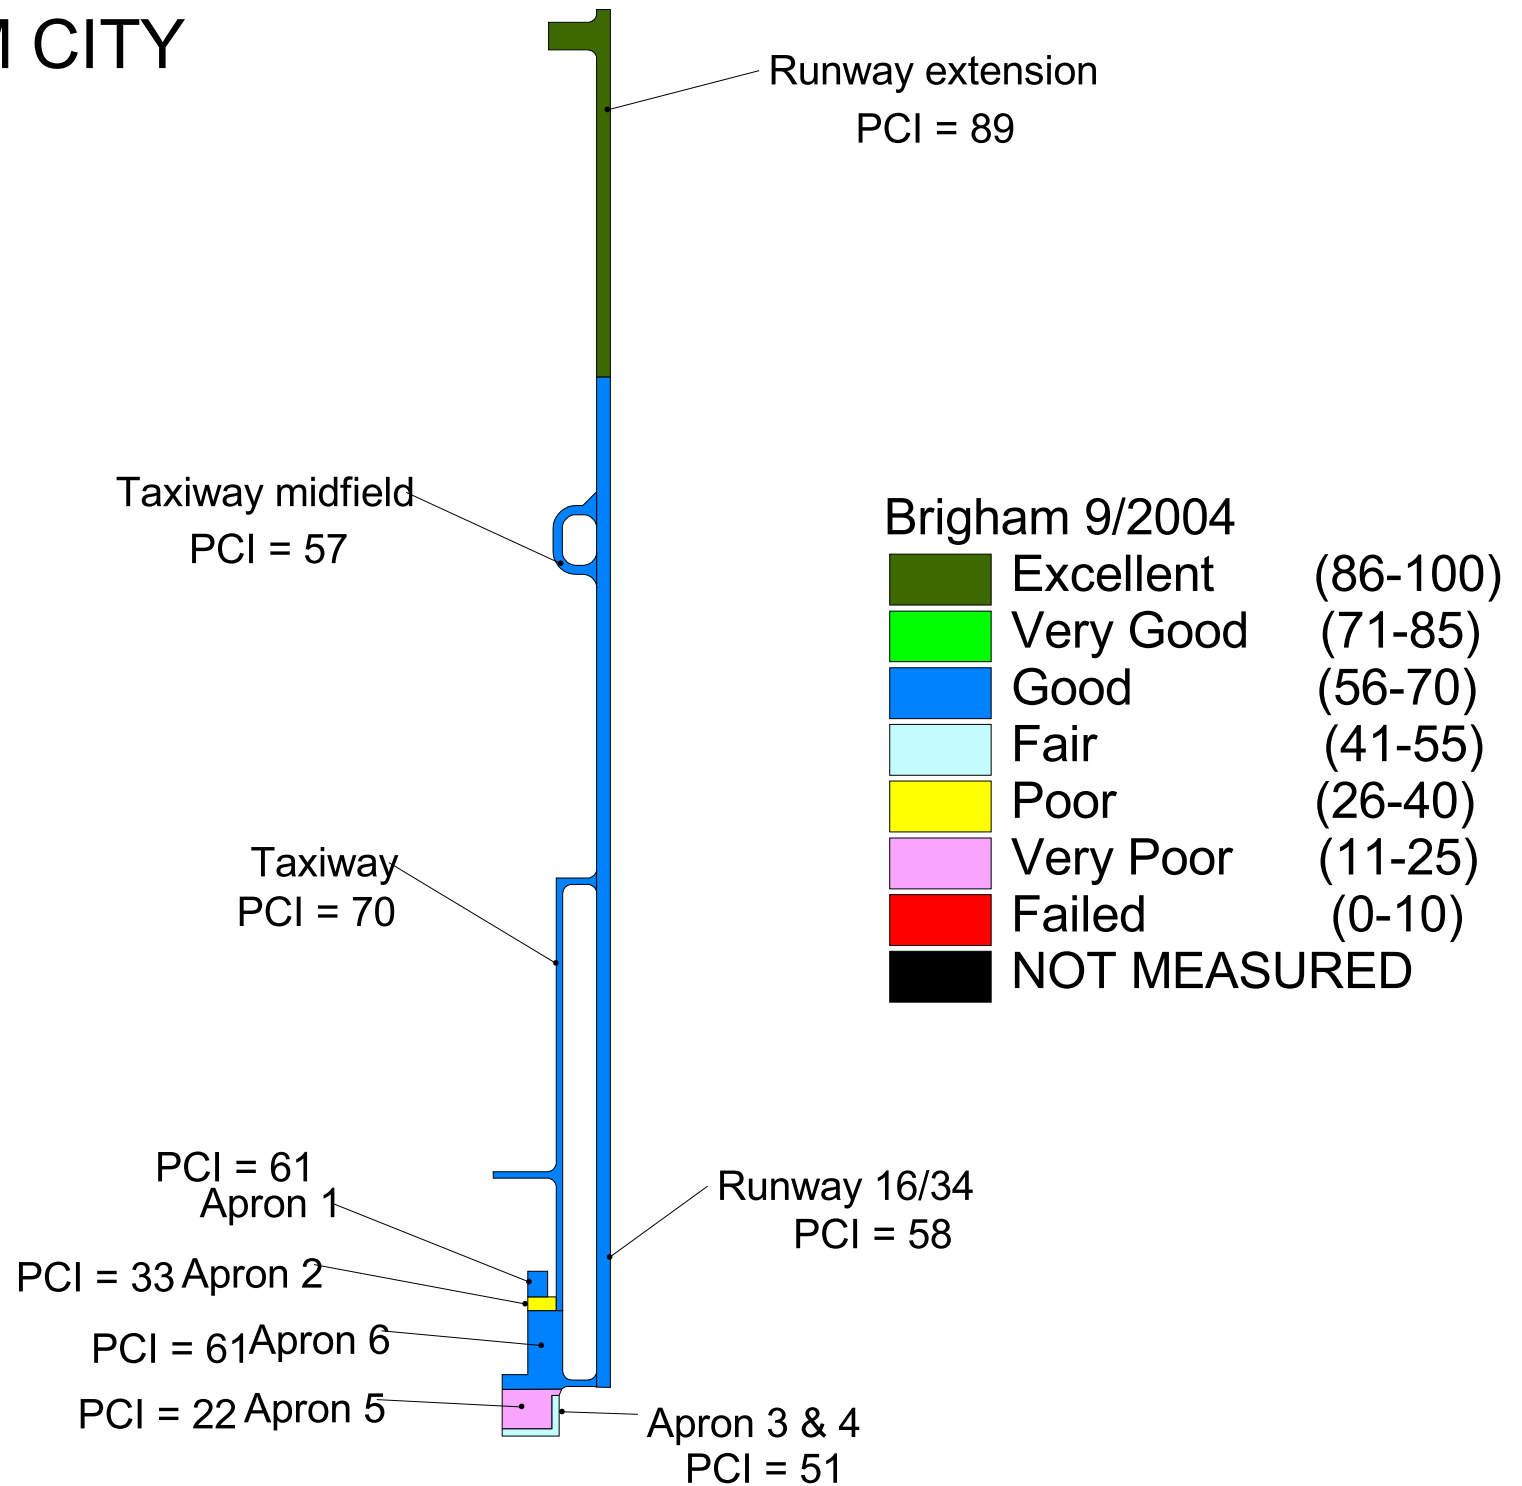 M CITY
Runway extension
PCI = 89
Taxiway midfield
PCI = 57
Brigham 9/2004
Excellent (86-100)
Very Good (71-85)
Good (56-70)
Fair (41-55)
Poor (26-40)
Very Poor (11-25)
Failed (0-10)
NOT MEASURED
Taxiway
PCI = 70
PCI = 61
Apron 1
Runway 16/34
PCI = 58
PCI = 33 Apron 2
PCI = 61 Apron 6
PCI = 22 Apron 5
Apron 3 & 4
PCI = 51